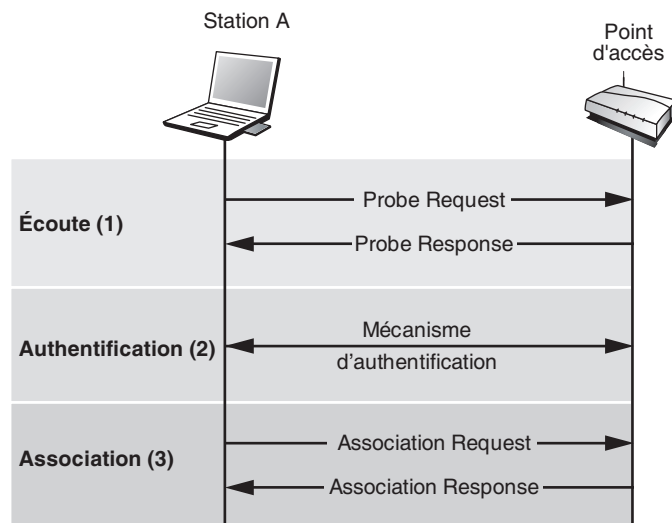 Station A
Point
d'accès
Écoute (1)
Probe Request
Probe Response
Authentification (2)
Mécanisme
d'authentification
Association (3)
Association Request
Association Response